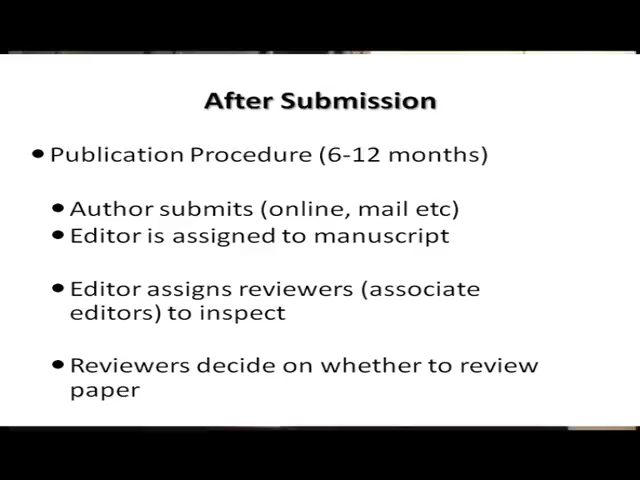 After Submission
• Publication Procedure (6-12 months)
• Author submits (online, mail etc)
• Editor is assigned to manuscript
• Editor assigns reviewers (associate
editors) to inspect
• Reviewers decide on whether to review
paper